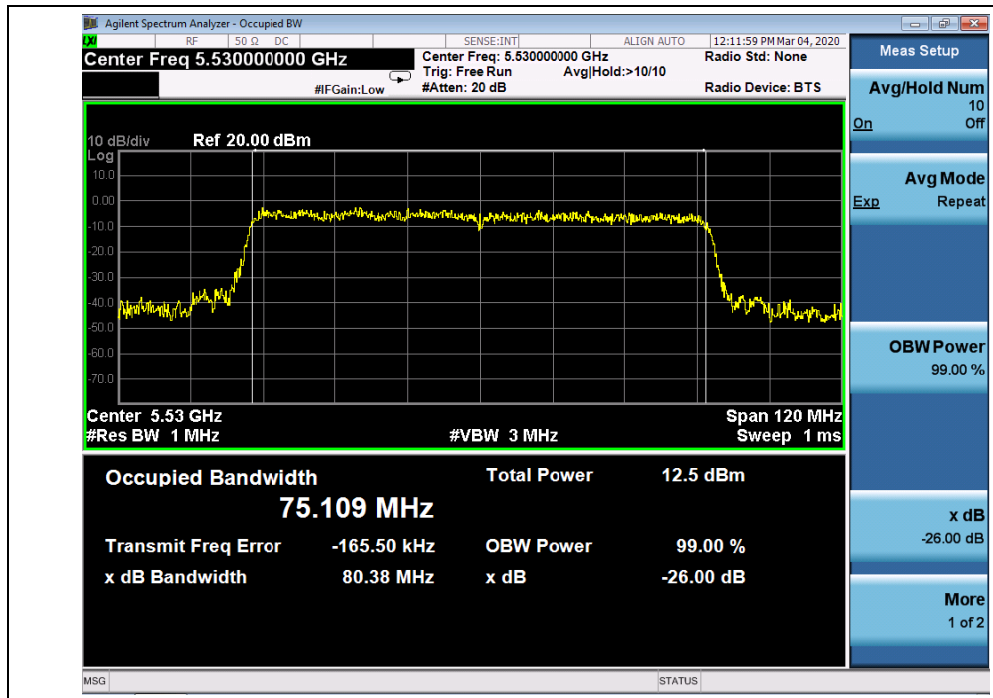 Agilent Spectrum Analyzer - Occupied BW
LXI RF 50 Ω DC SENSE:INT ALIGN AUTO 12:11:59 PM Mar 04, 2020
Center Freq 5.530000000 GHz
#IFGain:Low
Center Freq: 5.530000000 GHz
Trig: Free Run Avg|Hold:>10/10
#Atten: 20 dB
Radio Std: None
Radio Device: BTS
10 dB/div Ref 20.00 dBm
Log
10.0
0.00
-10.0
-20.0
-30.0
-40.0
-50.0
-60.0
-70.0
Center 5.53 GHz Span 120 MHz
#Res BW 1 MHz #VBW 3 MHz Sweep 1 ms
Occupied Bandwidth Total Power 12.5 dBm
75.109 MHz
Transmit Freq Error -165.50 kHz OBW Power 99.00 %
x dB Bandwidth 80.38 MHz x dB -26.00 dB
MSG STATUS
Meas Setup
Avg/Hold Num
10
On Off
Avg Mode
Exp Repeat
OBW Power
99.00 %
x dB
-26.00 dB
More
1 of 2